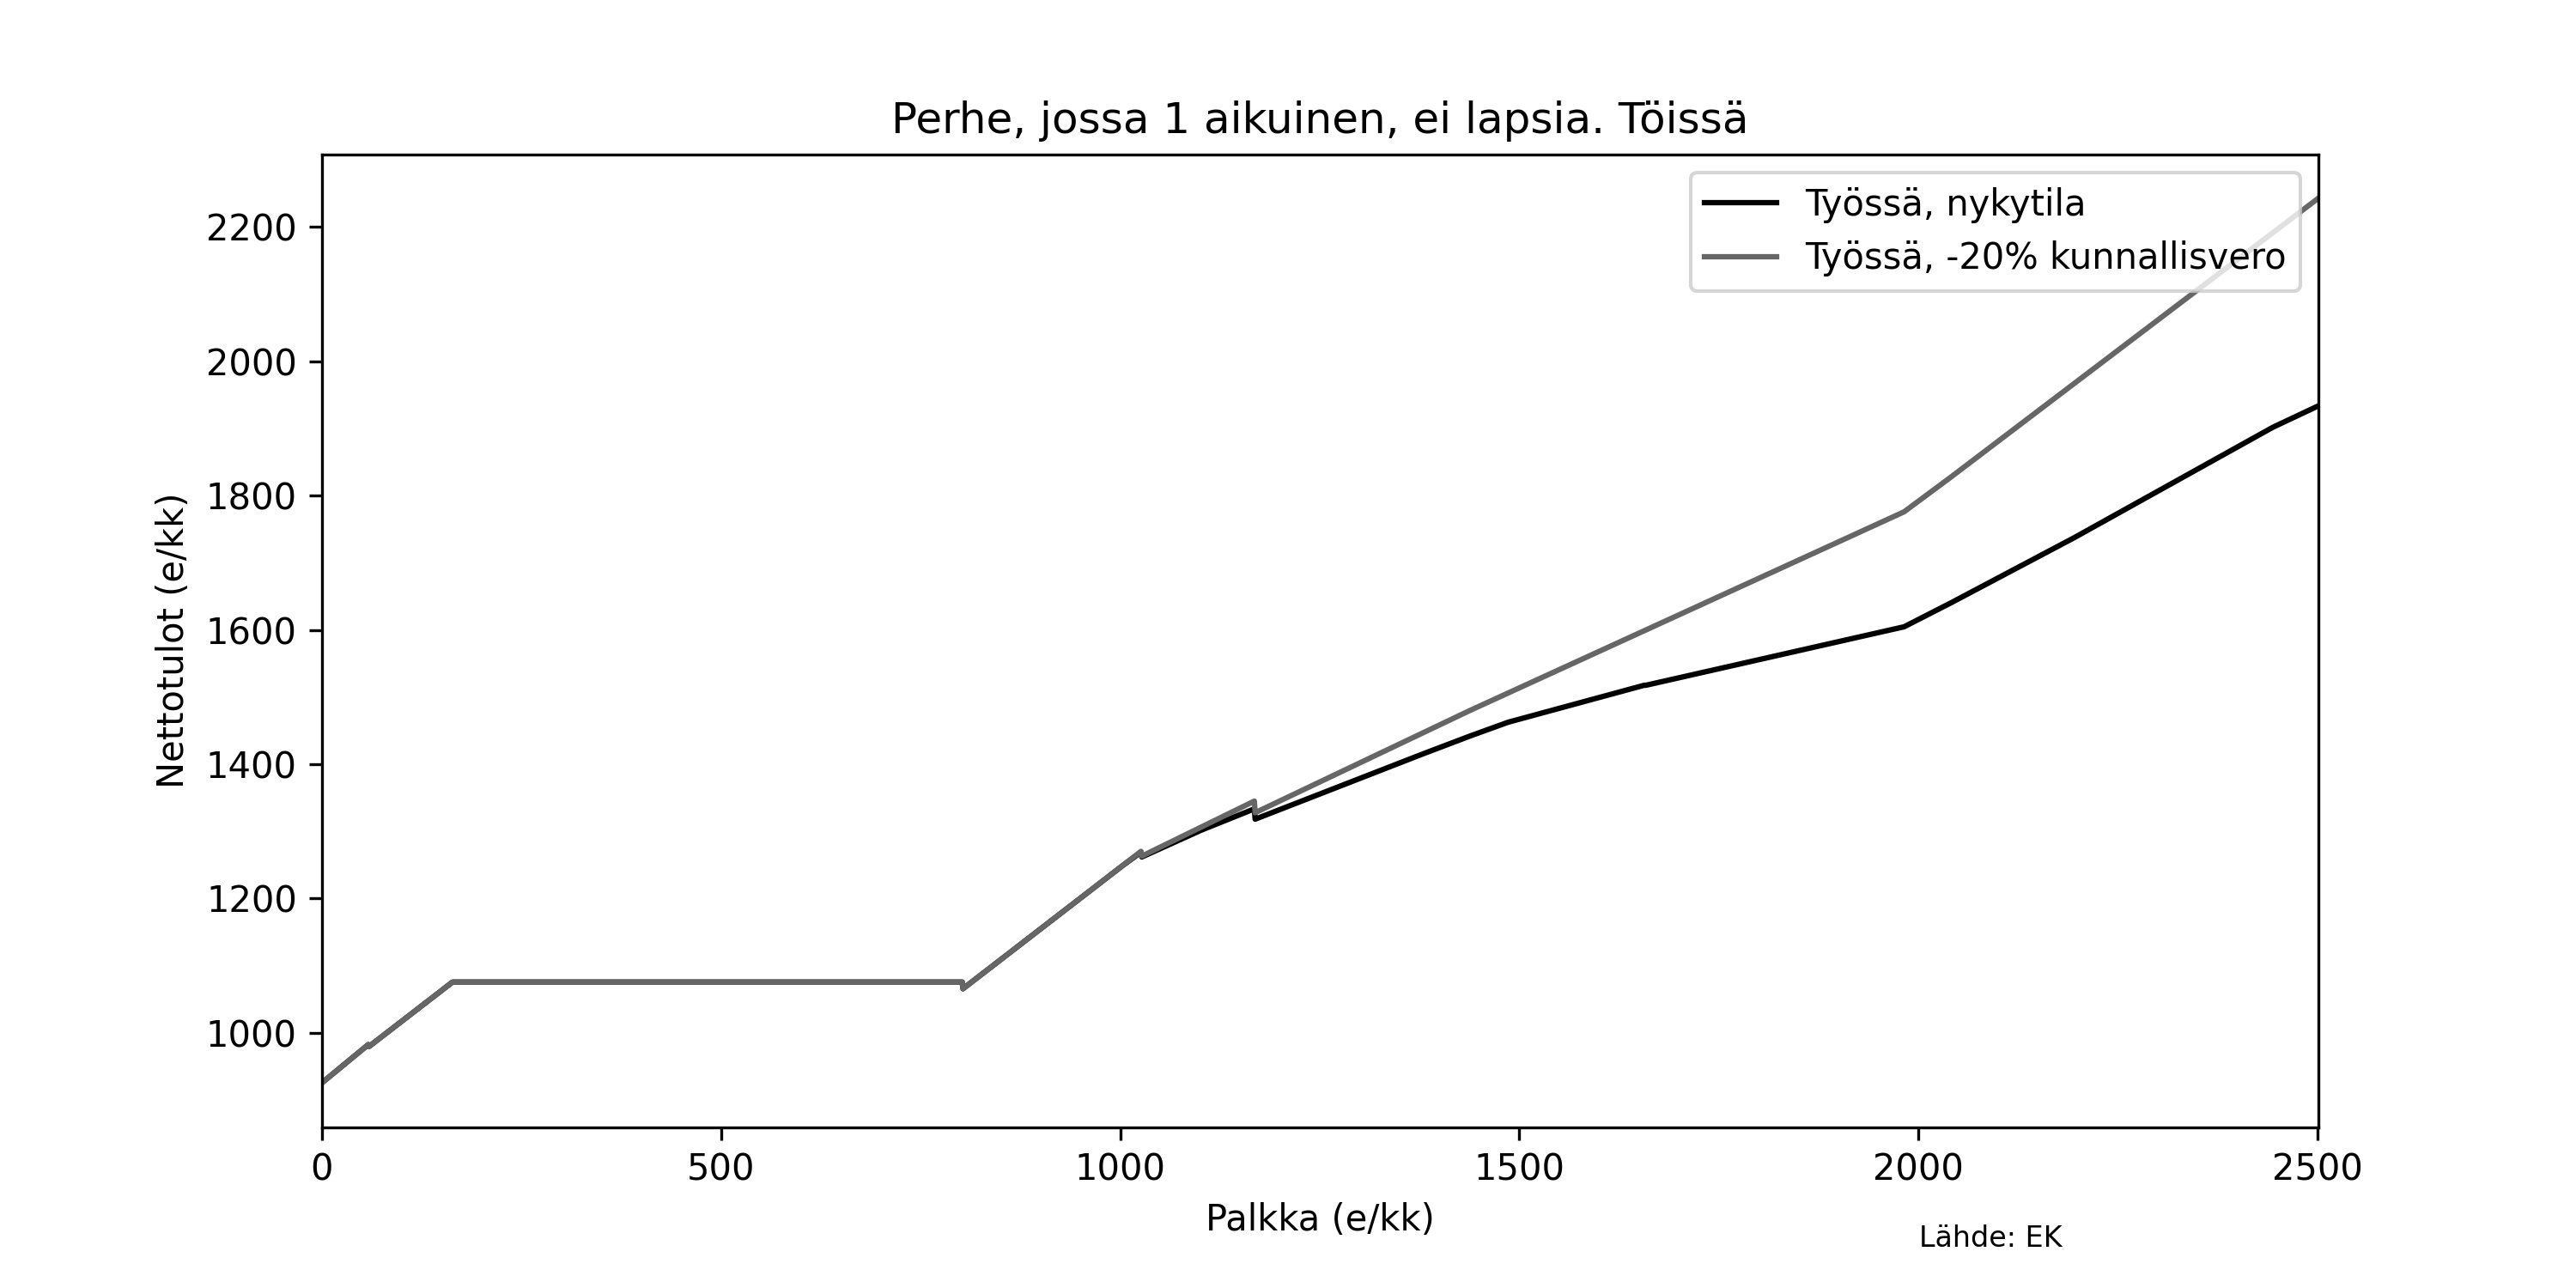 Perhe, jossa 1 aikuinen, ei lapsia. Töissä
Työssä, nykytila
Työssä, -20% kunnallisvero
Nettotulot (e/kk)
2200
2000
1800
1600
1400
1200
1000
0 500 1000 1500 2000 2500
Palkka (e/kk)
Lähde: EK